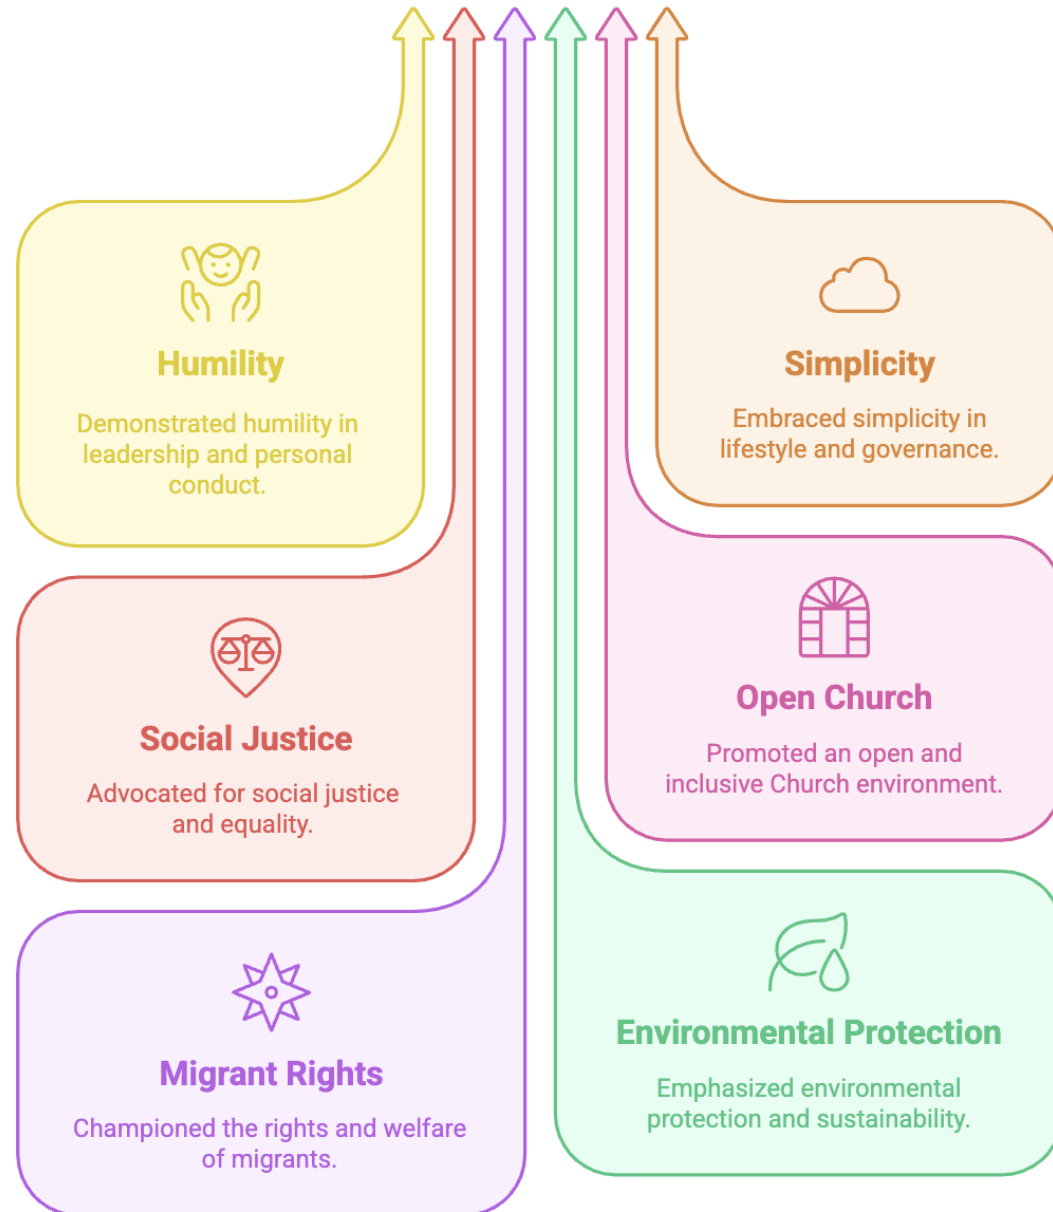 Humility
Demonstrated humility in
leadership and personal
conduct.
Simplicity
Embraced simplicity in
lifestyle and governance.
Social Justice
Advocated for social justice
and equality.
Open Church
Promoted an open and
inclusive Church environment.
Migrant Rights
Championed the rights and welfare
of migrants.
Environmental Protection
Emphasized environmental
protection and sustainability.